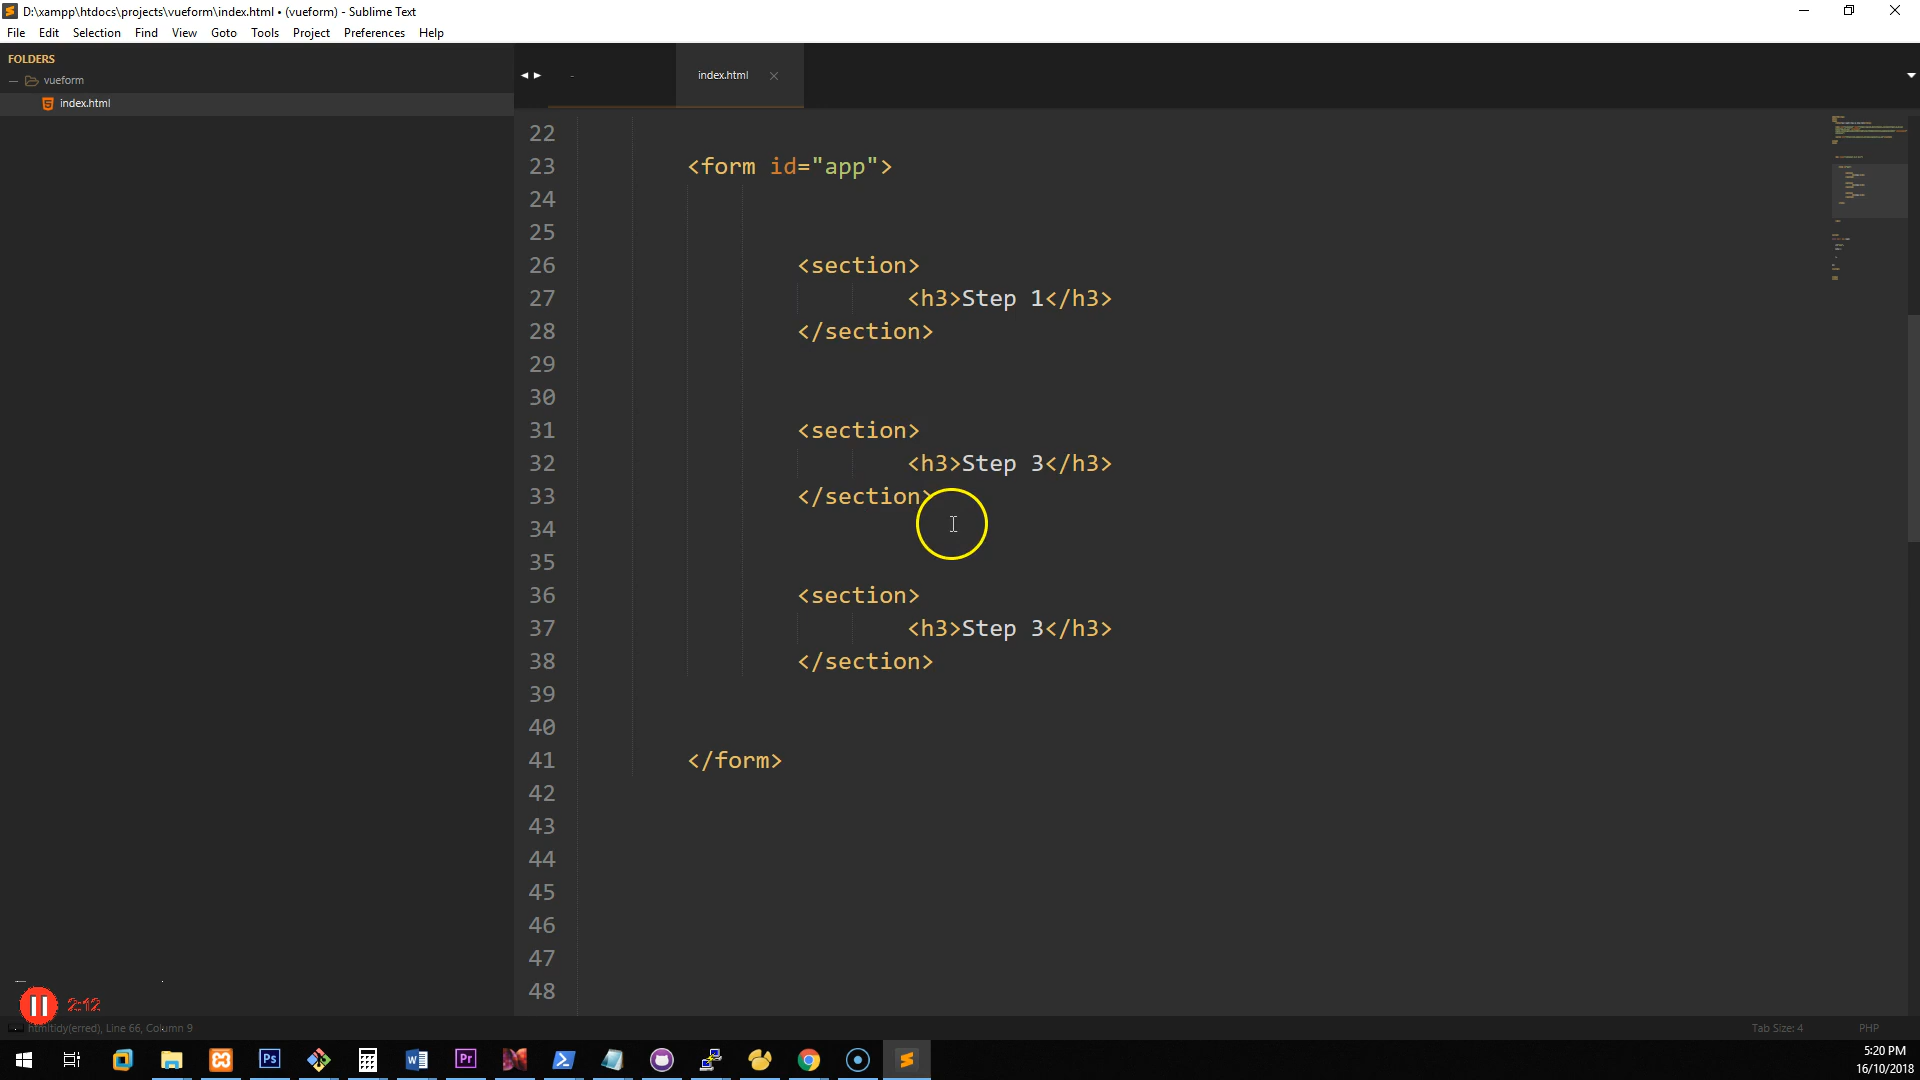 D:\xampp\htdocs\projects\vueform\index.html • (vueform) - Sublime Text
File Edit Selection Find View Goto Tools Project Preferences Help
FOLDERS
vueform
index.html
index.html
22
23 <form id="app">
24
25
26 <section>
27 <h3>Step 1</h3>
28 </section>
29
30
31 <section>
32 <h3>Step 3</h3>
33 </section>
34
35
36 <section>
37 <h3>Step 3</h3>
38 </section>
39
40
41 </form>
42
43
44
45
46
47
48
2:12
htmltidy(erred), Line 66, Column 9
Tab Size: 4
PHP
Ps
Pr
5:20 PM
16/10/2018